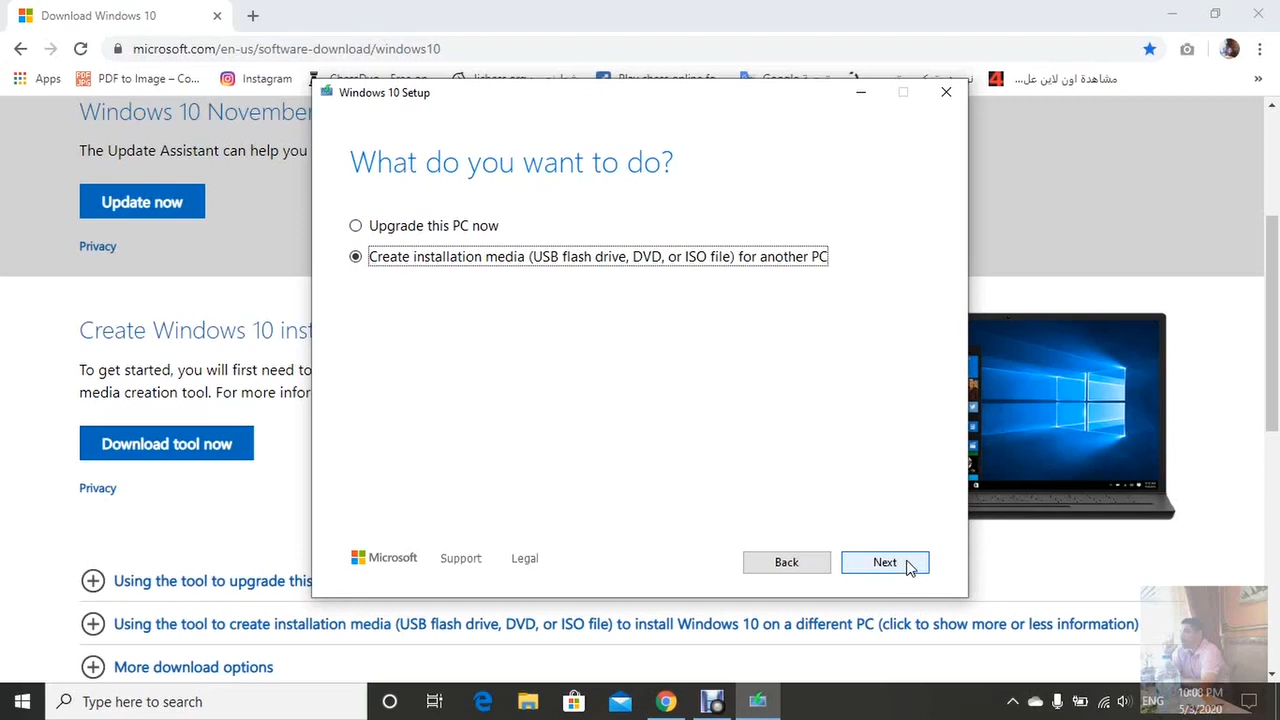 Download Windows 10
microsoft.com/en-us/software-download/windows10
Apps PDF to Image – Co... Instagram مشاهدة اون لاين عل...
Windows 10 Setup
Windows 10 November
The Update Assistant can help you
Update now
Privacy
What do you want to do?
Upgrade this PC now
Create installation media (USB flash drive, DVD, or ISO file) for another PC
Create Windows 10 inst
To get started, you will first need to
media creation tool. For more infor
Download tool now
Privacy
Microsoft Support Legal Back Next
Using the tool to upgrade this
Using the tool to create installation media (USB flash drive, DVD, or ISO file) to install Windows 10 on a different PC (click to show more or less information)
More download options
Type here to search
ENG
10:08 PM
5/3/2020